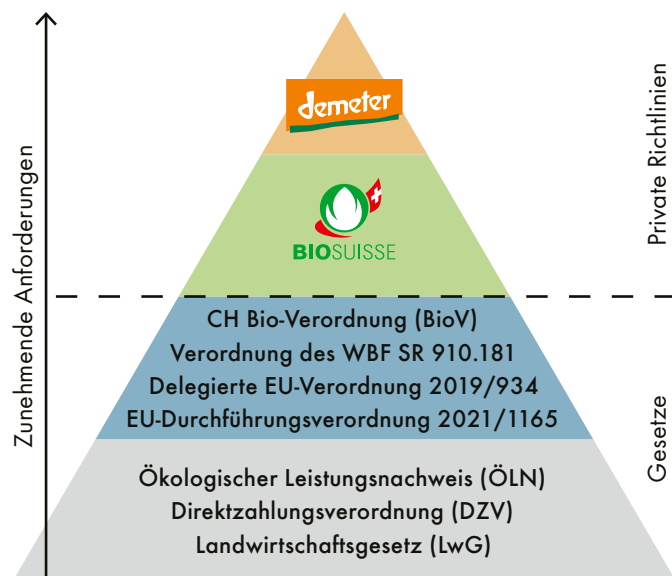 demeter
BIOSUISSE
CH Bio-Verordnung (BioV)
Verordnung des WBF SR 910.181
Delegierte EU-Verordnung 2019/934
EU-Durchführungsverordnung 2021/1165
Ökologischer Leistungsnachweis (ÖLN)
Direktzahlungsverordnung (DZV)
Landwirtschaftsgesetz (LwG)
Zunehmende Anforderungen
Private Richtlinien
Gesetze